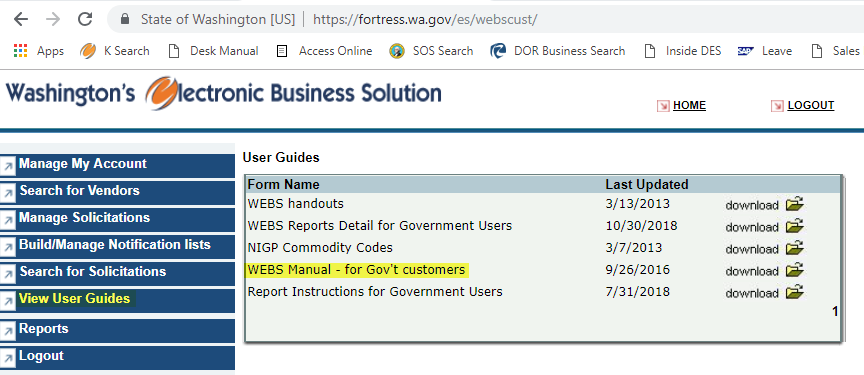 State of Washington [US] | https://fortress.wa.gov/es/webscust/
Apps K Search Desk Manual Access Online SOS Search DOR Business Search Inside DES SAP Leave Sales
Washington's electronic Business Solution
HOME LOGOUT
Manage My Account
Search for Vendors
Manage Solicitations
Build/Manage Notification lists
Search for Solicitations
View User Guides
Reports
Logout
User Guides
Form Name Last Updated
WEBS handouts 3/13/2013 download
WEBS Reports Detail for Government Users 10/30/2018 download
NIGP Commodity Codes 3/7/2013 download
WEBS Manual - for Gov't customers 9/26/2016 download
Report Instructions for Government Users 7/31/2018 download
1